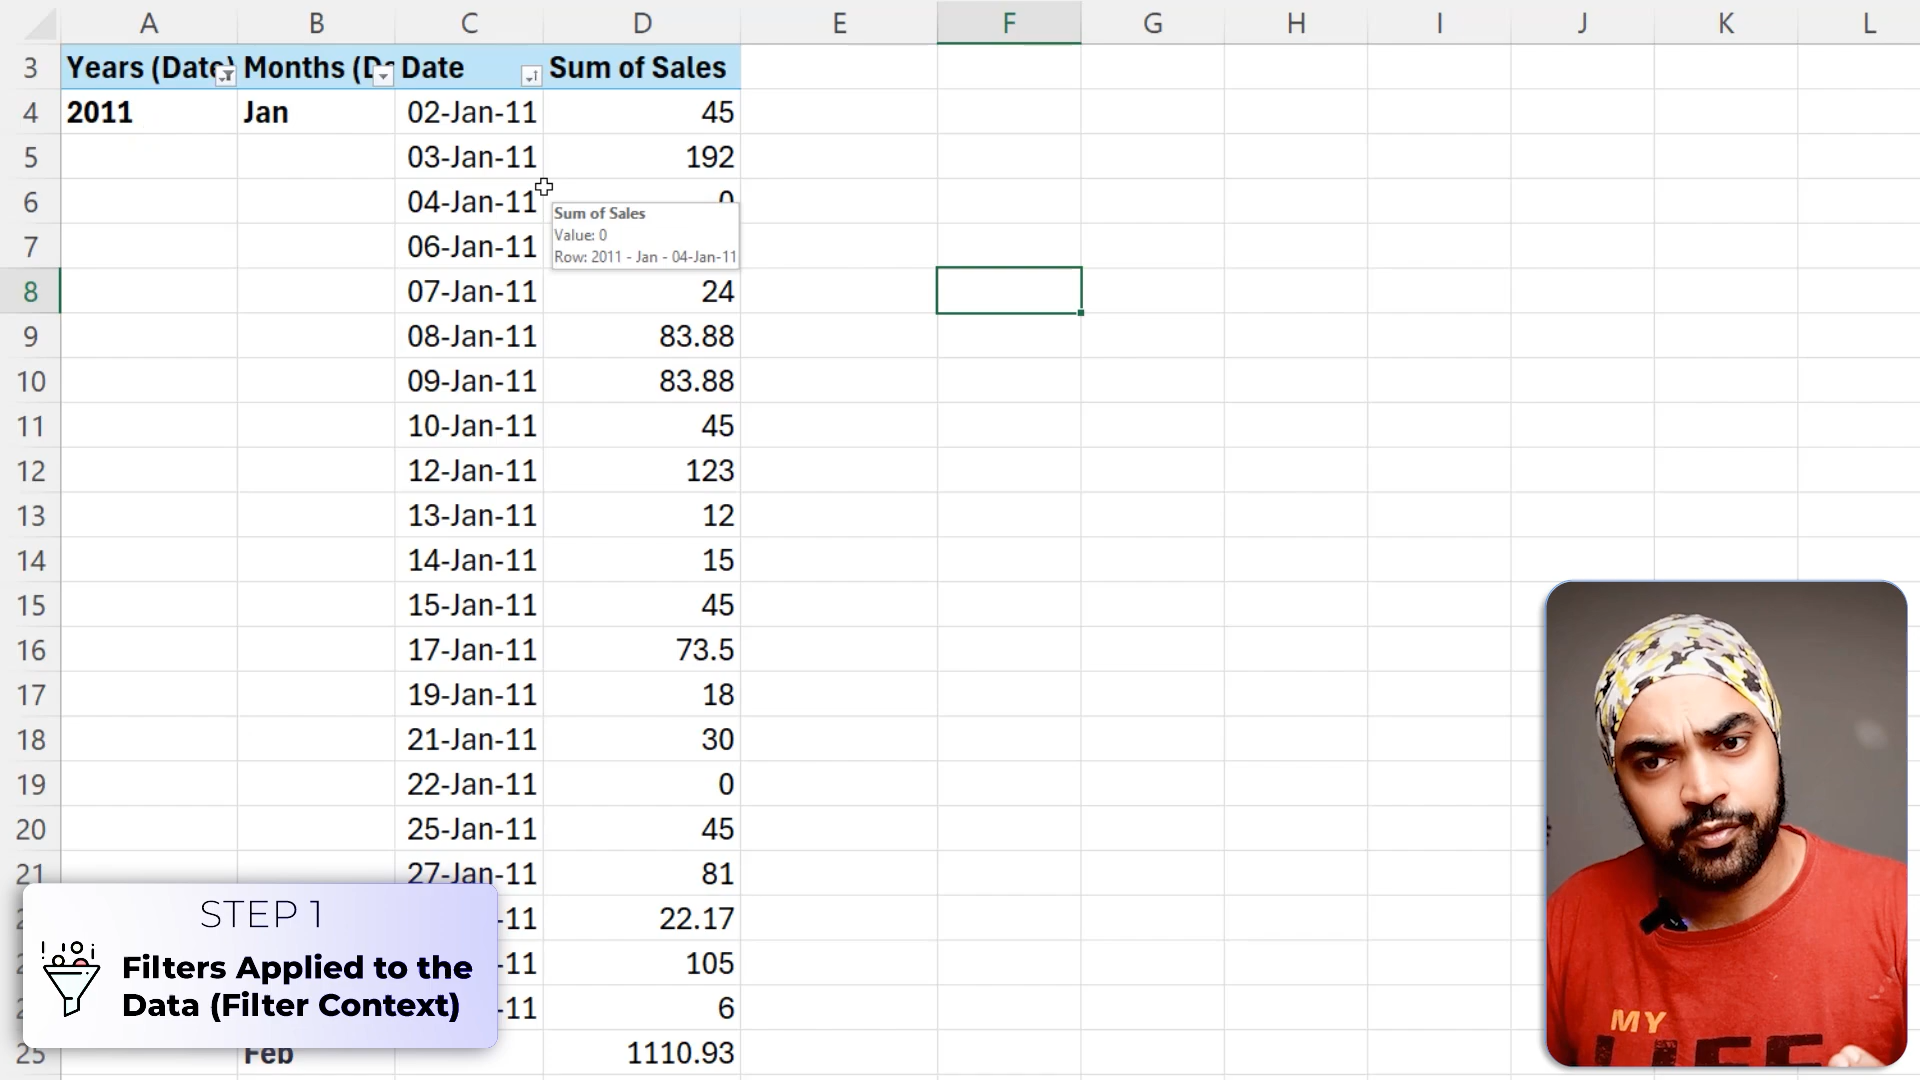 A B C D E F G H I J K L
3 Years (Date) Months (Da Date Sum of Sales
4 2011 Jan 02-Jan-11 45
5 03-Jan-11 192
6 04-Jan-11 0
Sum of Sales
Value: 0
Row: 2011 - Jan - 04-Jan-11
7 06-Jan-11
8 07-Jan-11 24
9 08-Jan-11 83.88
10 09-Jan-11 83.88
11 10-Jan-11 45
12 12-Jan-11 123
13 13-Jan-11 12
14 14-Jan-11 15
15 15-Jan-11 45
16 17-Jan-11 73.5
17 19-Jan-11 18
18 21-Jan-11 30
19 22-Jan-11 0
20 25-Jan-11 45
21 27-Jan-11 81
-11 22.17
-11 105
-11 6
25 Feb 1110.93
STEP 1
Filters Applied to the
Data (Filter Context)
MY
LIFE